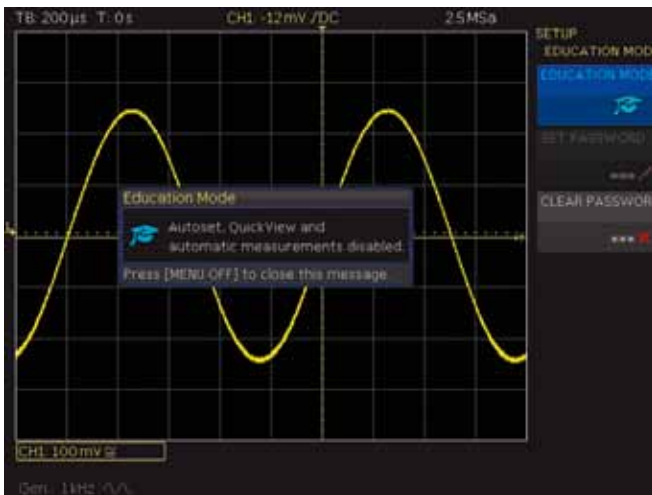 TB: 200µs T: 0s CH1: -12mV / DC 2.5MSa
SETUP
EDUCATION MOD
EDUCATION MODE
SET PASSWORD
CLEAR PASSWOR
Education Mode
Autoset, QuickView and
automatic measurements disabled.
Press [MENU OFF] to close this message.
CH1: 100mV
Gen.: 1kHz